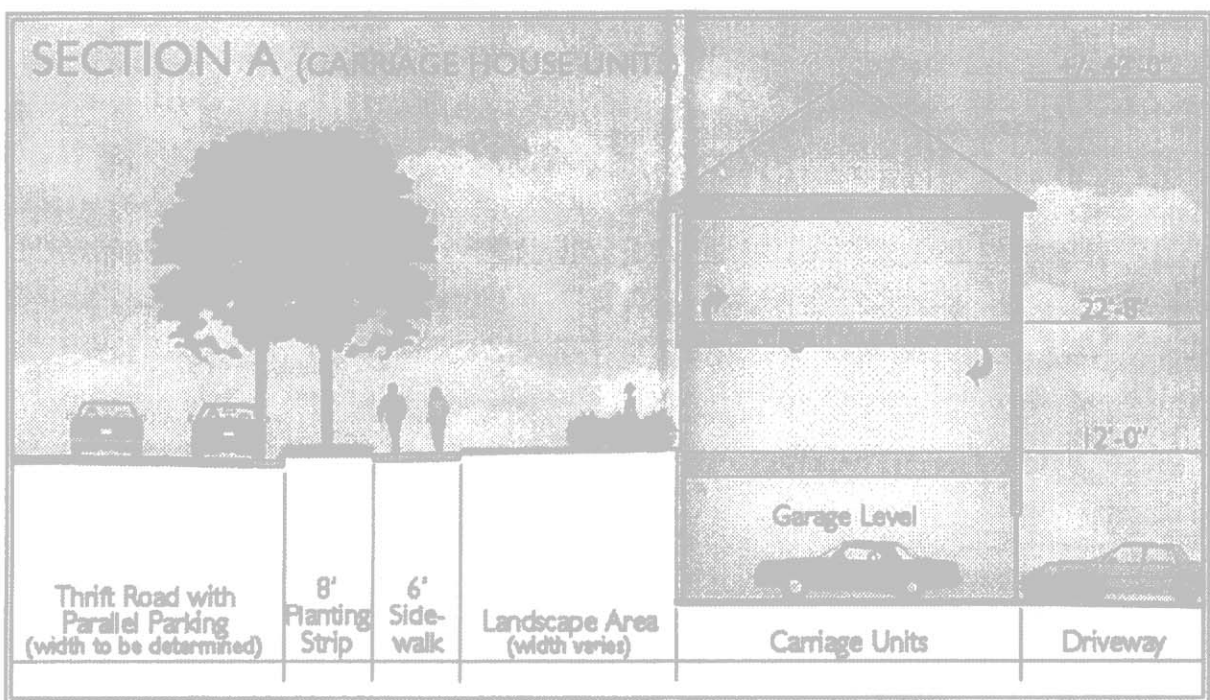 SECTION A (CARRIAGE HOUSE UNIT)
22'-8"
12'-0"
Garage Level
Thrift Road with
Parallel Parking
(width to be determined)
8'
Planting
Strip
6'
Side-
walk
Landscape Area
(width varies)
Carriage Units
Driveway